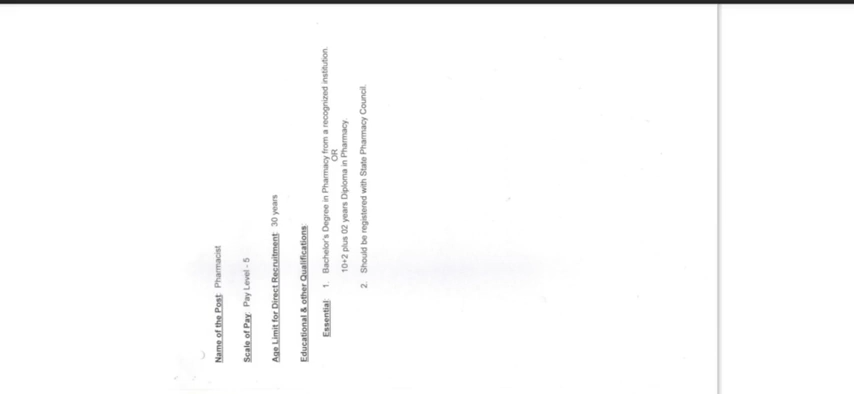 Name of the Post: Pharmacist
Scale of Pay: Pay Level - 5
Age Limit for Direct Recruitment: 30 years
Educational & other Qualifications
Essential: 1. Bachelor's Degree in Pharmacy from a recognized institution.
OR
10+2 plus 02 years Diploma in Pharmacy.
2. Should be registered with State Pharmacy Council.